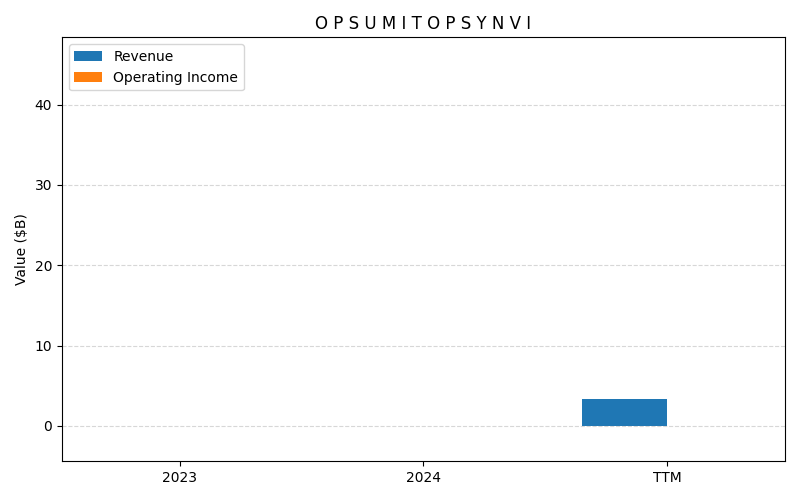 O P S U M I T O P S Y N V I
Revenue
Operating Income
Value ($B)
40
30
20
10
0
2023 2024 TTM